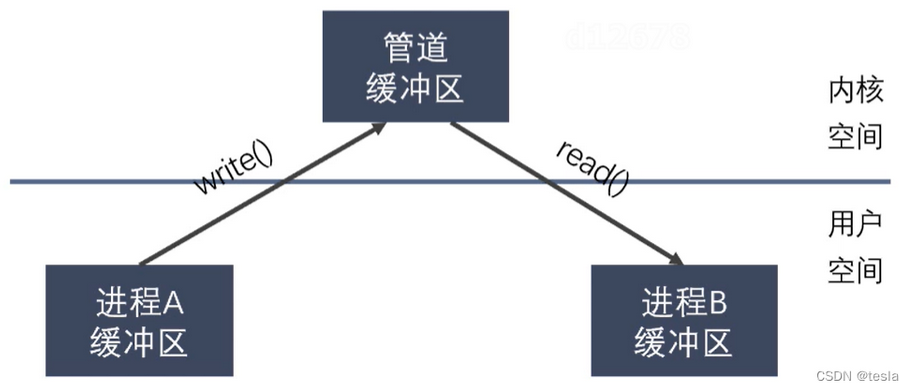 管道
缓冲区
内核
空间
write()
read()
用户
空间
进程A
缓冲区
进程B
缓冲区
CSDN @tesla